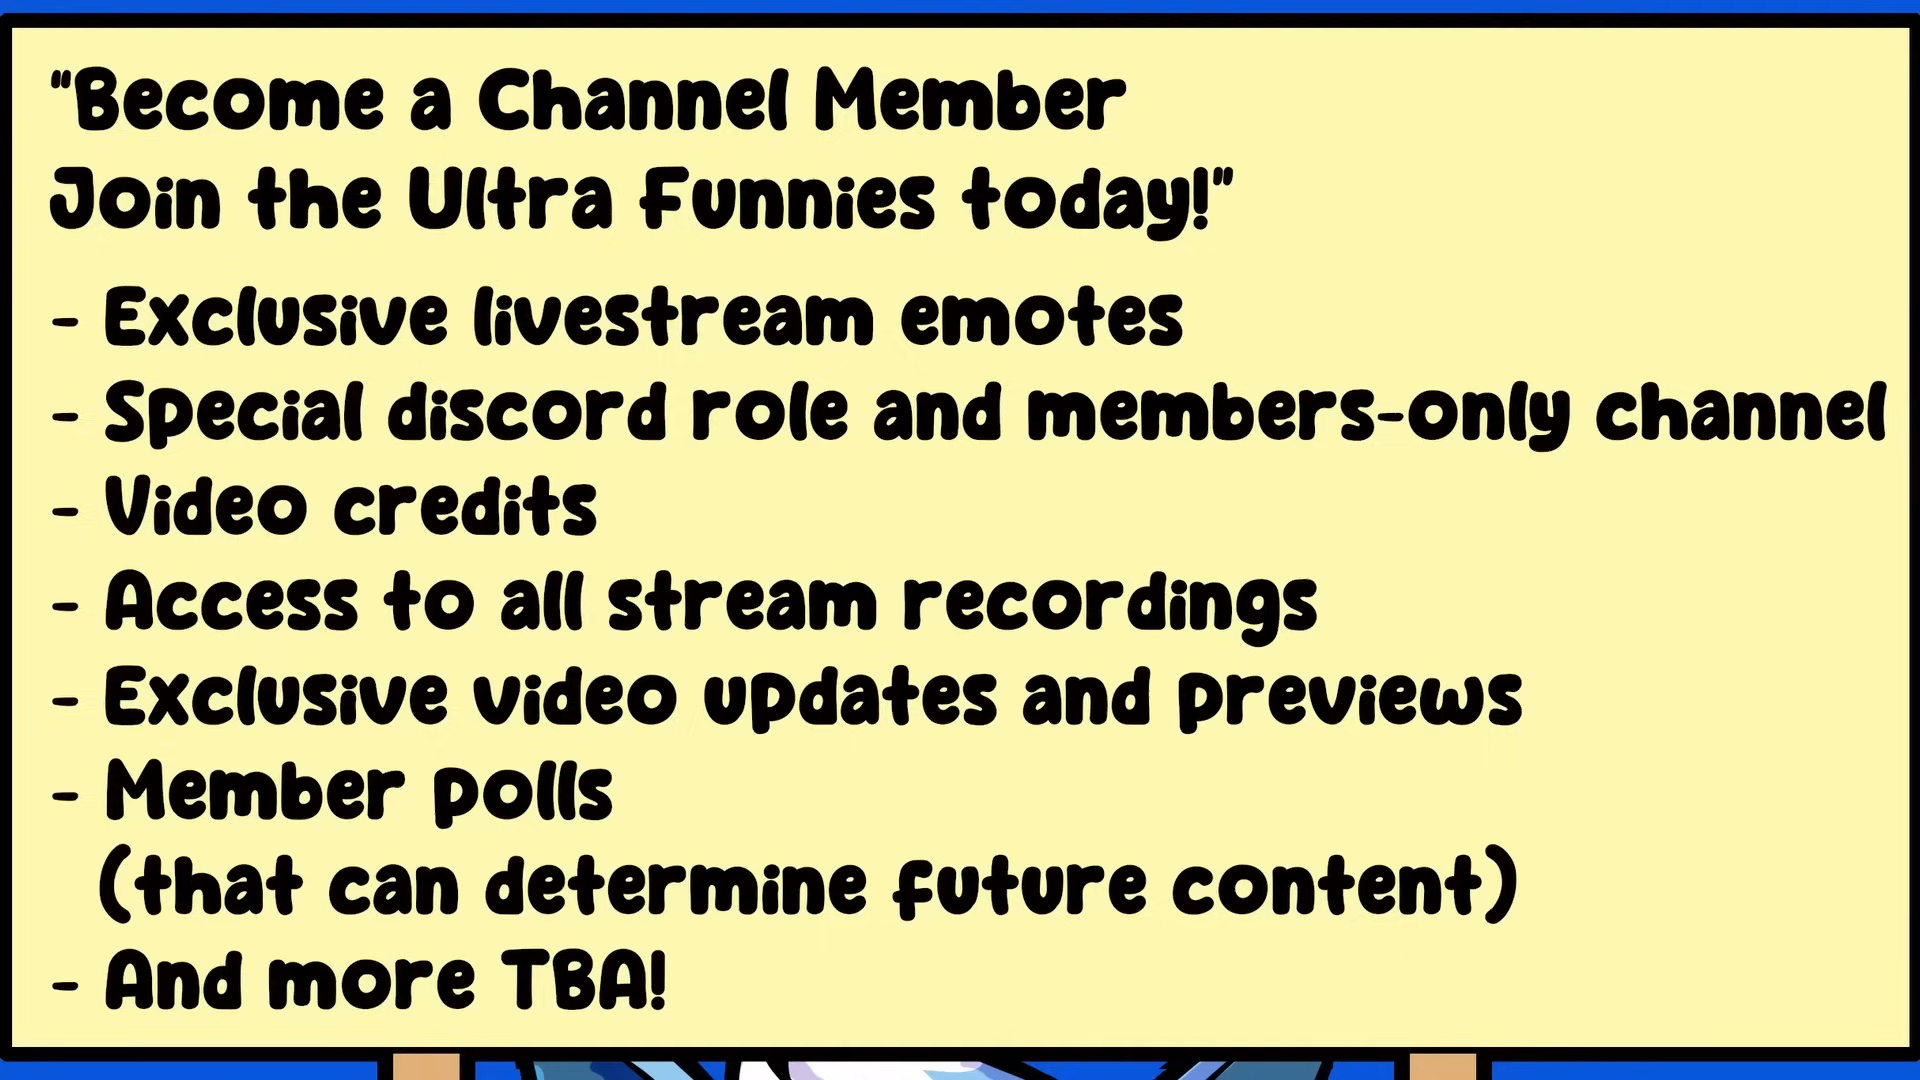 "Become a Channel Member
Join the Ultra Funnies today!"
- Exclusive livestream emotes
- Special discord role and members-only channel
- Video credits
- Access to all stream recordings
- Exclusive video updates and previews
- Member polls
(that can determine future content)
- And more TBA!